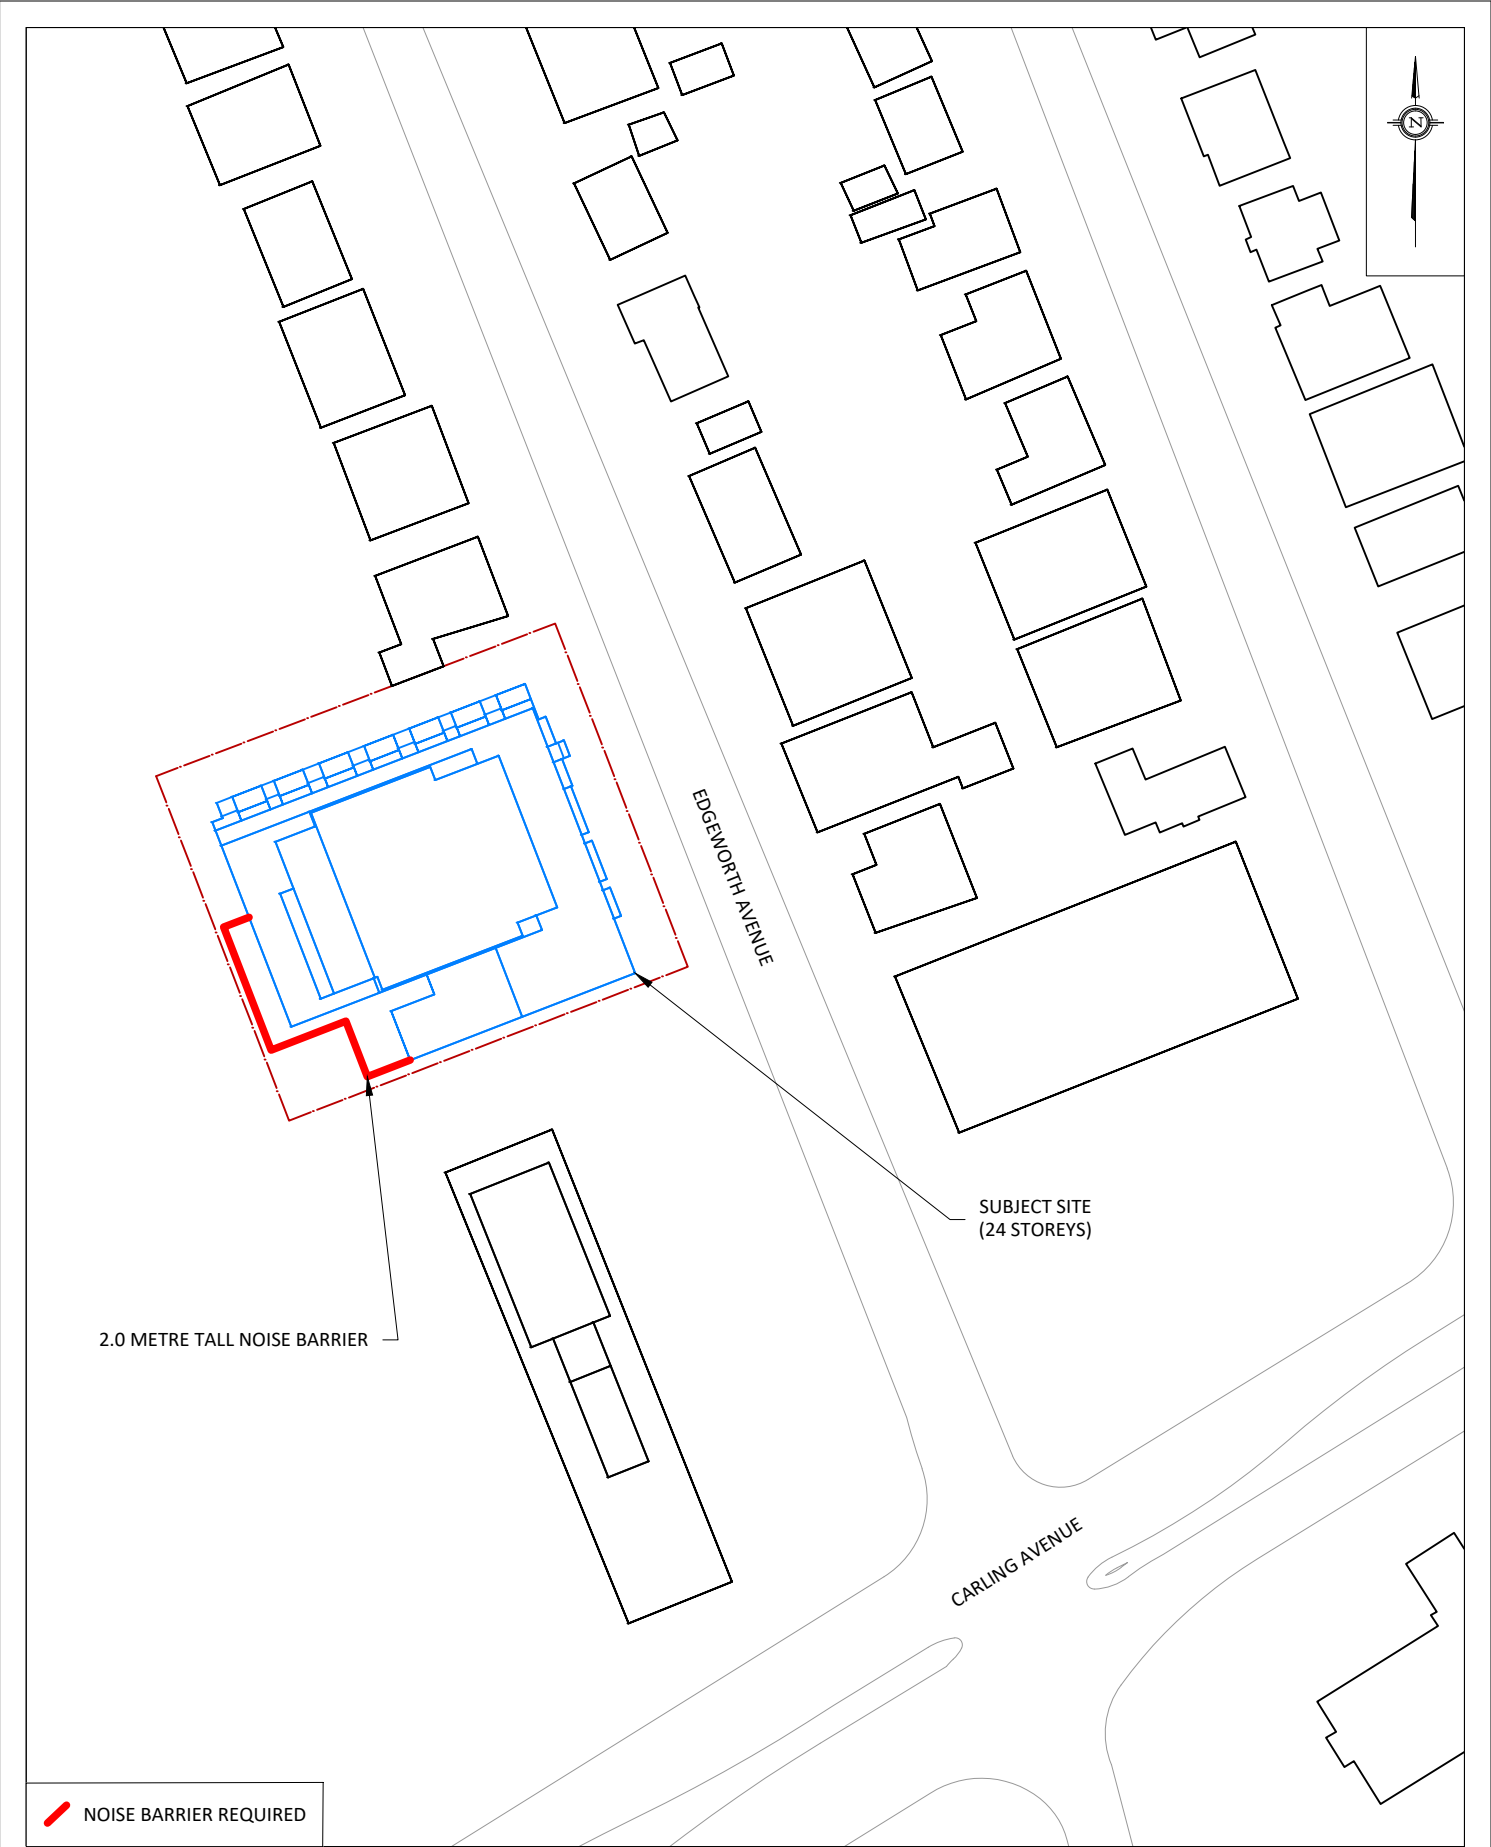 N
EDGEWORTH AVENUE
SUBJECT SITE
(24 STOREYS)
2.0 METRE TALL NOISE BARRIER
CARLING AVENUE
NOISE BARRIER REQUIRED